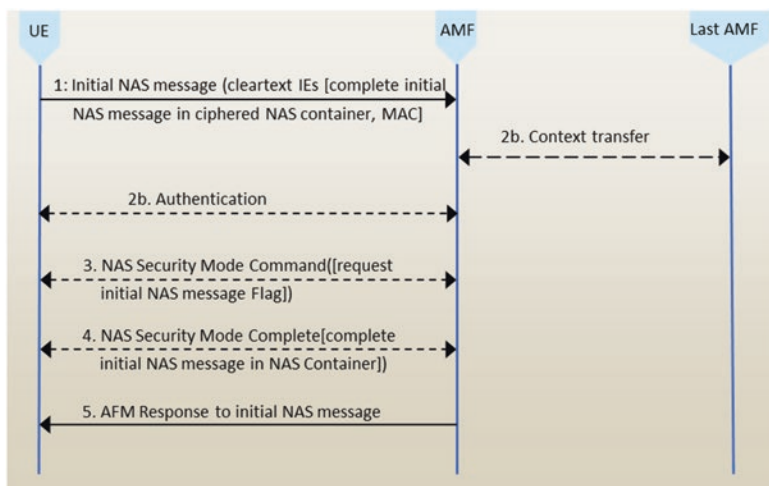 UE
AMF
Last AMF
1: Initial NAS message (cleartext IEs [complete initial
NAS message in ciphered NAS container, MAC]
2b. Context transfer
2b. Authentication
3. NAS Security Mode Command([request
initial NAS message Flag])
4. NAS Security Mode Complete[complete
initial NAS message in NAS Container])
5. AFM Response to initial NAS message